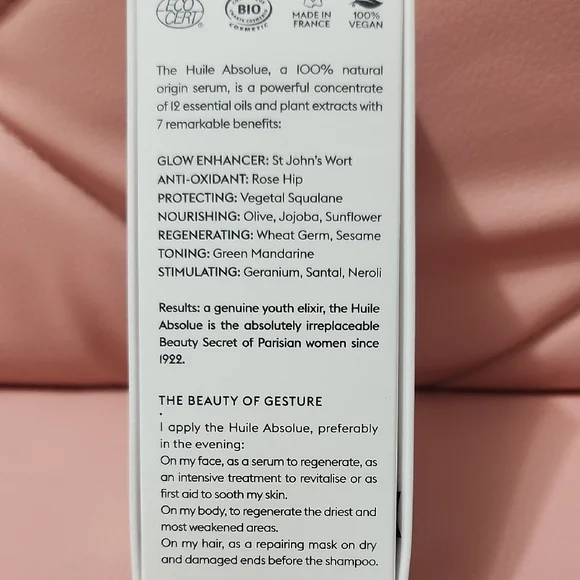 ECO
CERT
BIO
COSMETIC
MADE IN
FRANCE
100%
VEGAN
The Huile Absolue, a 100% natural
origin serum, is a powerful concentrate
of 12 essential oils and plant extracts with
7 remarkable benefits:
GLOW ENHANCER: St John's Wort
ANTI-OXIDANT: Rose Hip
PROTECTING: Vegetal Squalane
NOURISHING: Olive, Jojoba, Sunflower
REGENERATING: Wheat Germ, Sesame
TONING: Green Mandarine
STIMULATING: Geranium, Santal, Neroli
Results: a genuine youth elixir, the Huile
Absolue is the absolutely irreplaceable
Beauty Secret of Parisian women since
1922.
THE BEAUTY OF GESTURE
I apply the Huile Absolue, preferably
in the evening:
On my face, as a serum to regenerate, as
an intensive treatment to revitalise or as
first aid to sooth my skin.
On my body, to regenerate the driest and
most weakened areas.
On my hair, as a repairing mask on dry
and damaged ends before the shampoo.